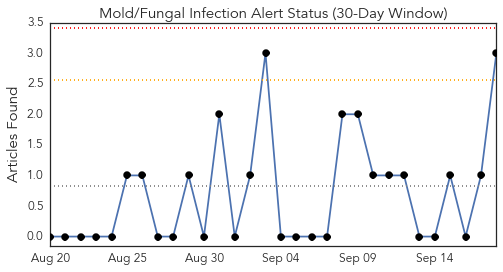 Mold/Fungal Infection Alert Status (30-Day Window)
3.5
3.0
2.5
2.0
1.5
1.0
0.5
0.0
Articles Found
Aug 20 Aug 25 Aug 30 Sep 04 Sep 09 Sep 14